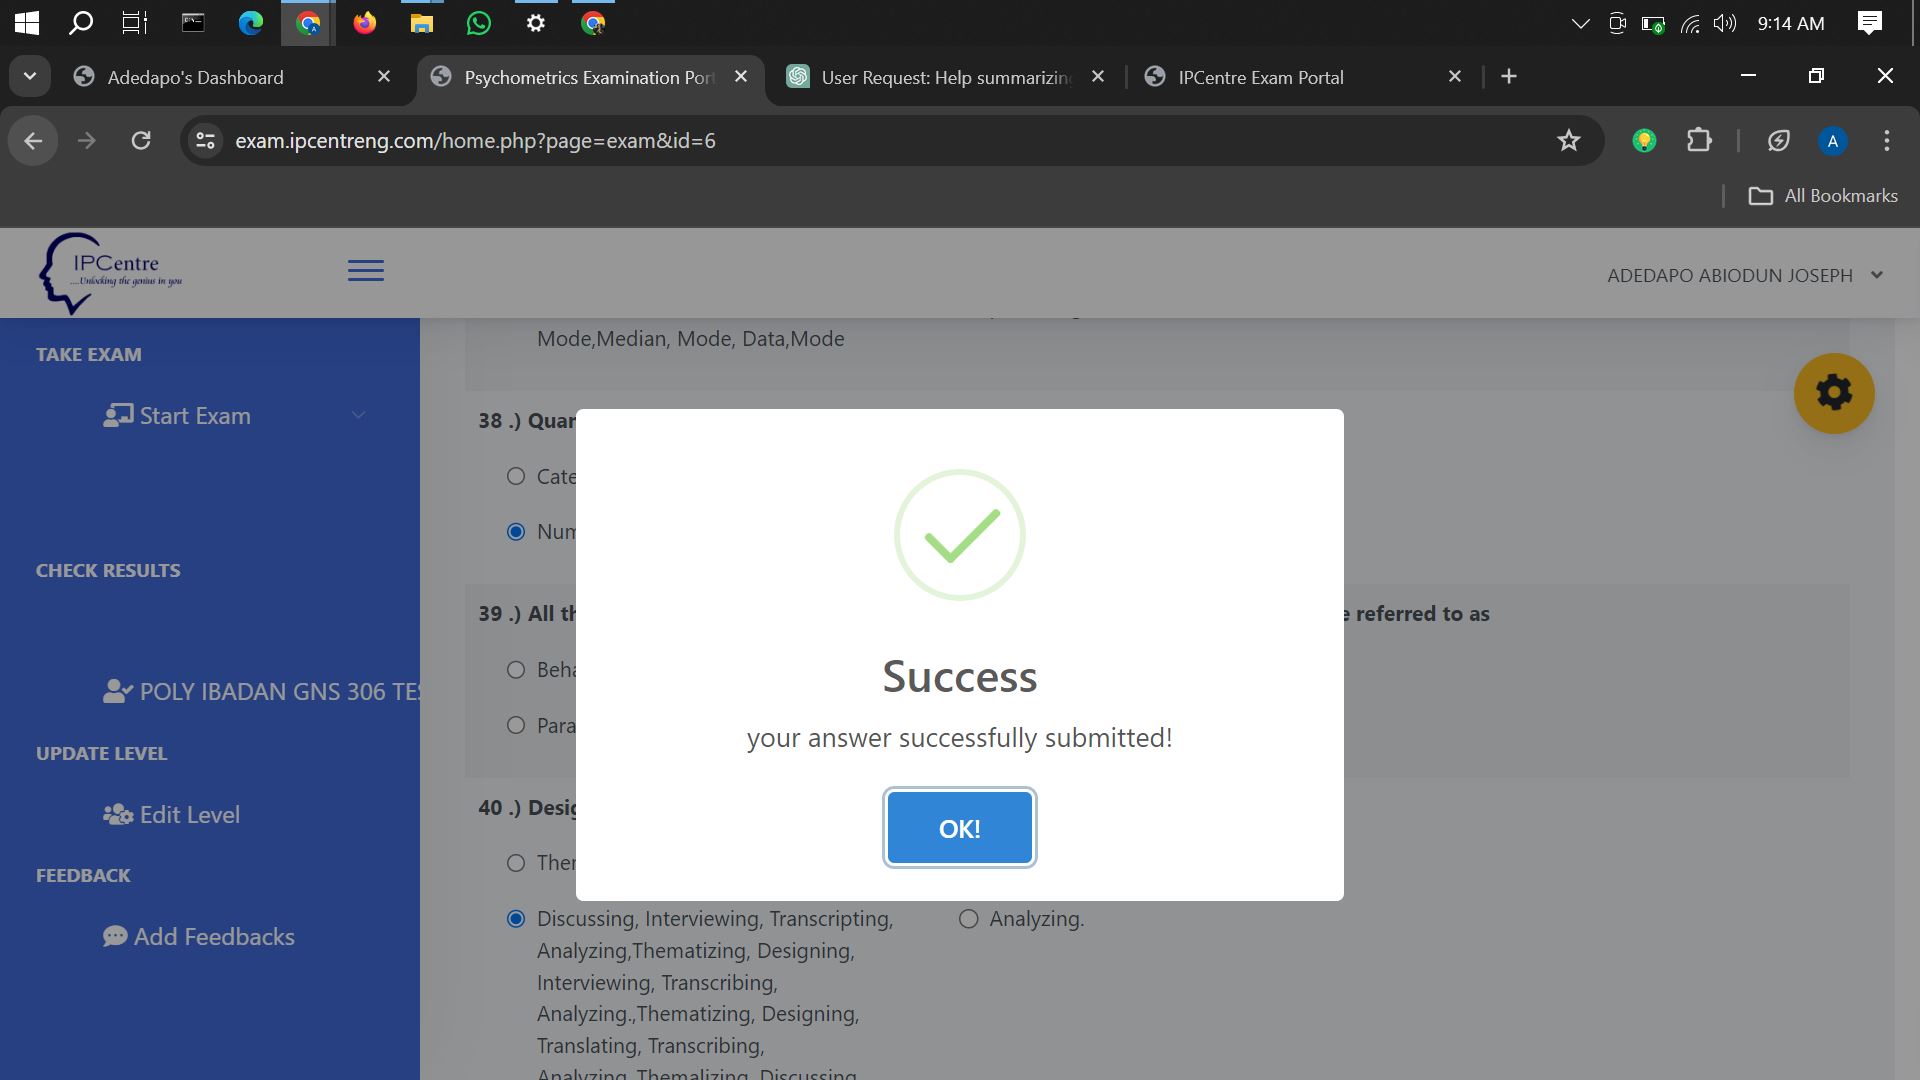 9:14 AM
Adedapo's Dashboard
Psychometrics Examination Port
User Request: Help summarizin
IPCentre Exam Portal
exam.ipcentreng.com/home.php?page=exam&id=6
A
All Bookmarks
IPCentre
....Unlocking the genius in you
ADEDAPO ABIODUN JOSEPH
TAKE EXAM
Start Exam
CHECK RESULTS
POLY IBADAN GNS 306 TES
UPDATE LEVEL
Edit Level
FEEDBACK
Add Feedbacks
Mode,Median, Mode, Data,Mode
38 .) Quan
Cate
Num
39 .) All th
referred to as
Beha
Para
40 .) Desig
Ther
Discussing, Interviewing, Transcripting,
Analyzing,Thematizing, Designing,
Interviewing, Transcribing,
Analyzing.,Thematizing, Designing,
Translating, Transcribing,
Analyzing, Themalizing, Discussing
Analyzing.
Success
your answer successfully submitted!
OK!